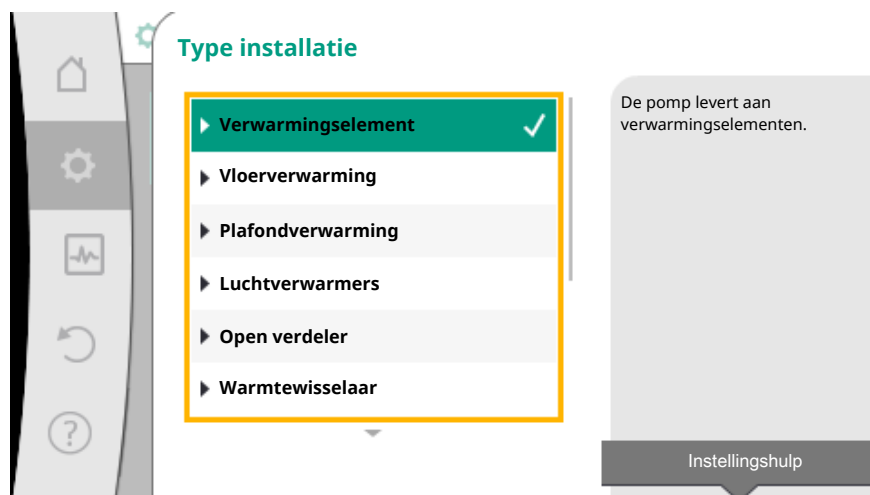 Type installatie
Verwarmingselement
Vloerverwarming
Plafondverwarming
Luchtverwarmers
Open verdeler
Warmtewisselaar
De pomp levert aan
verwarmingselementen.
Instellingshulp
?